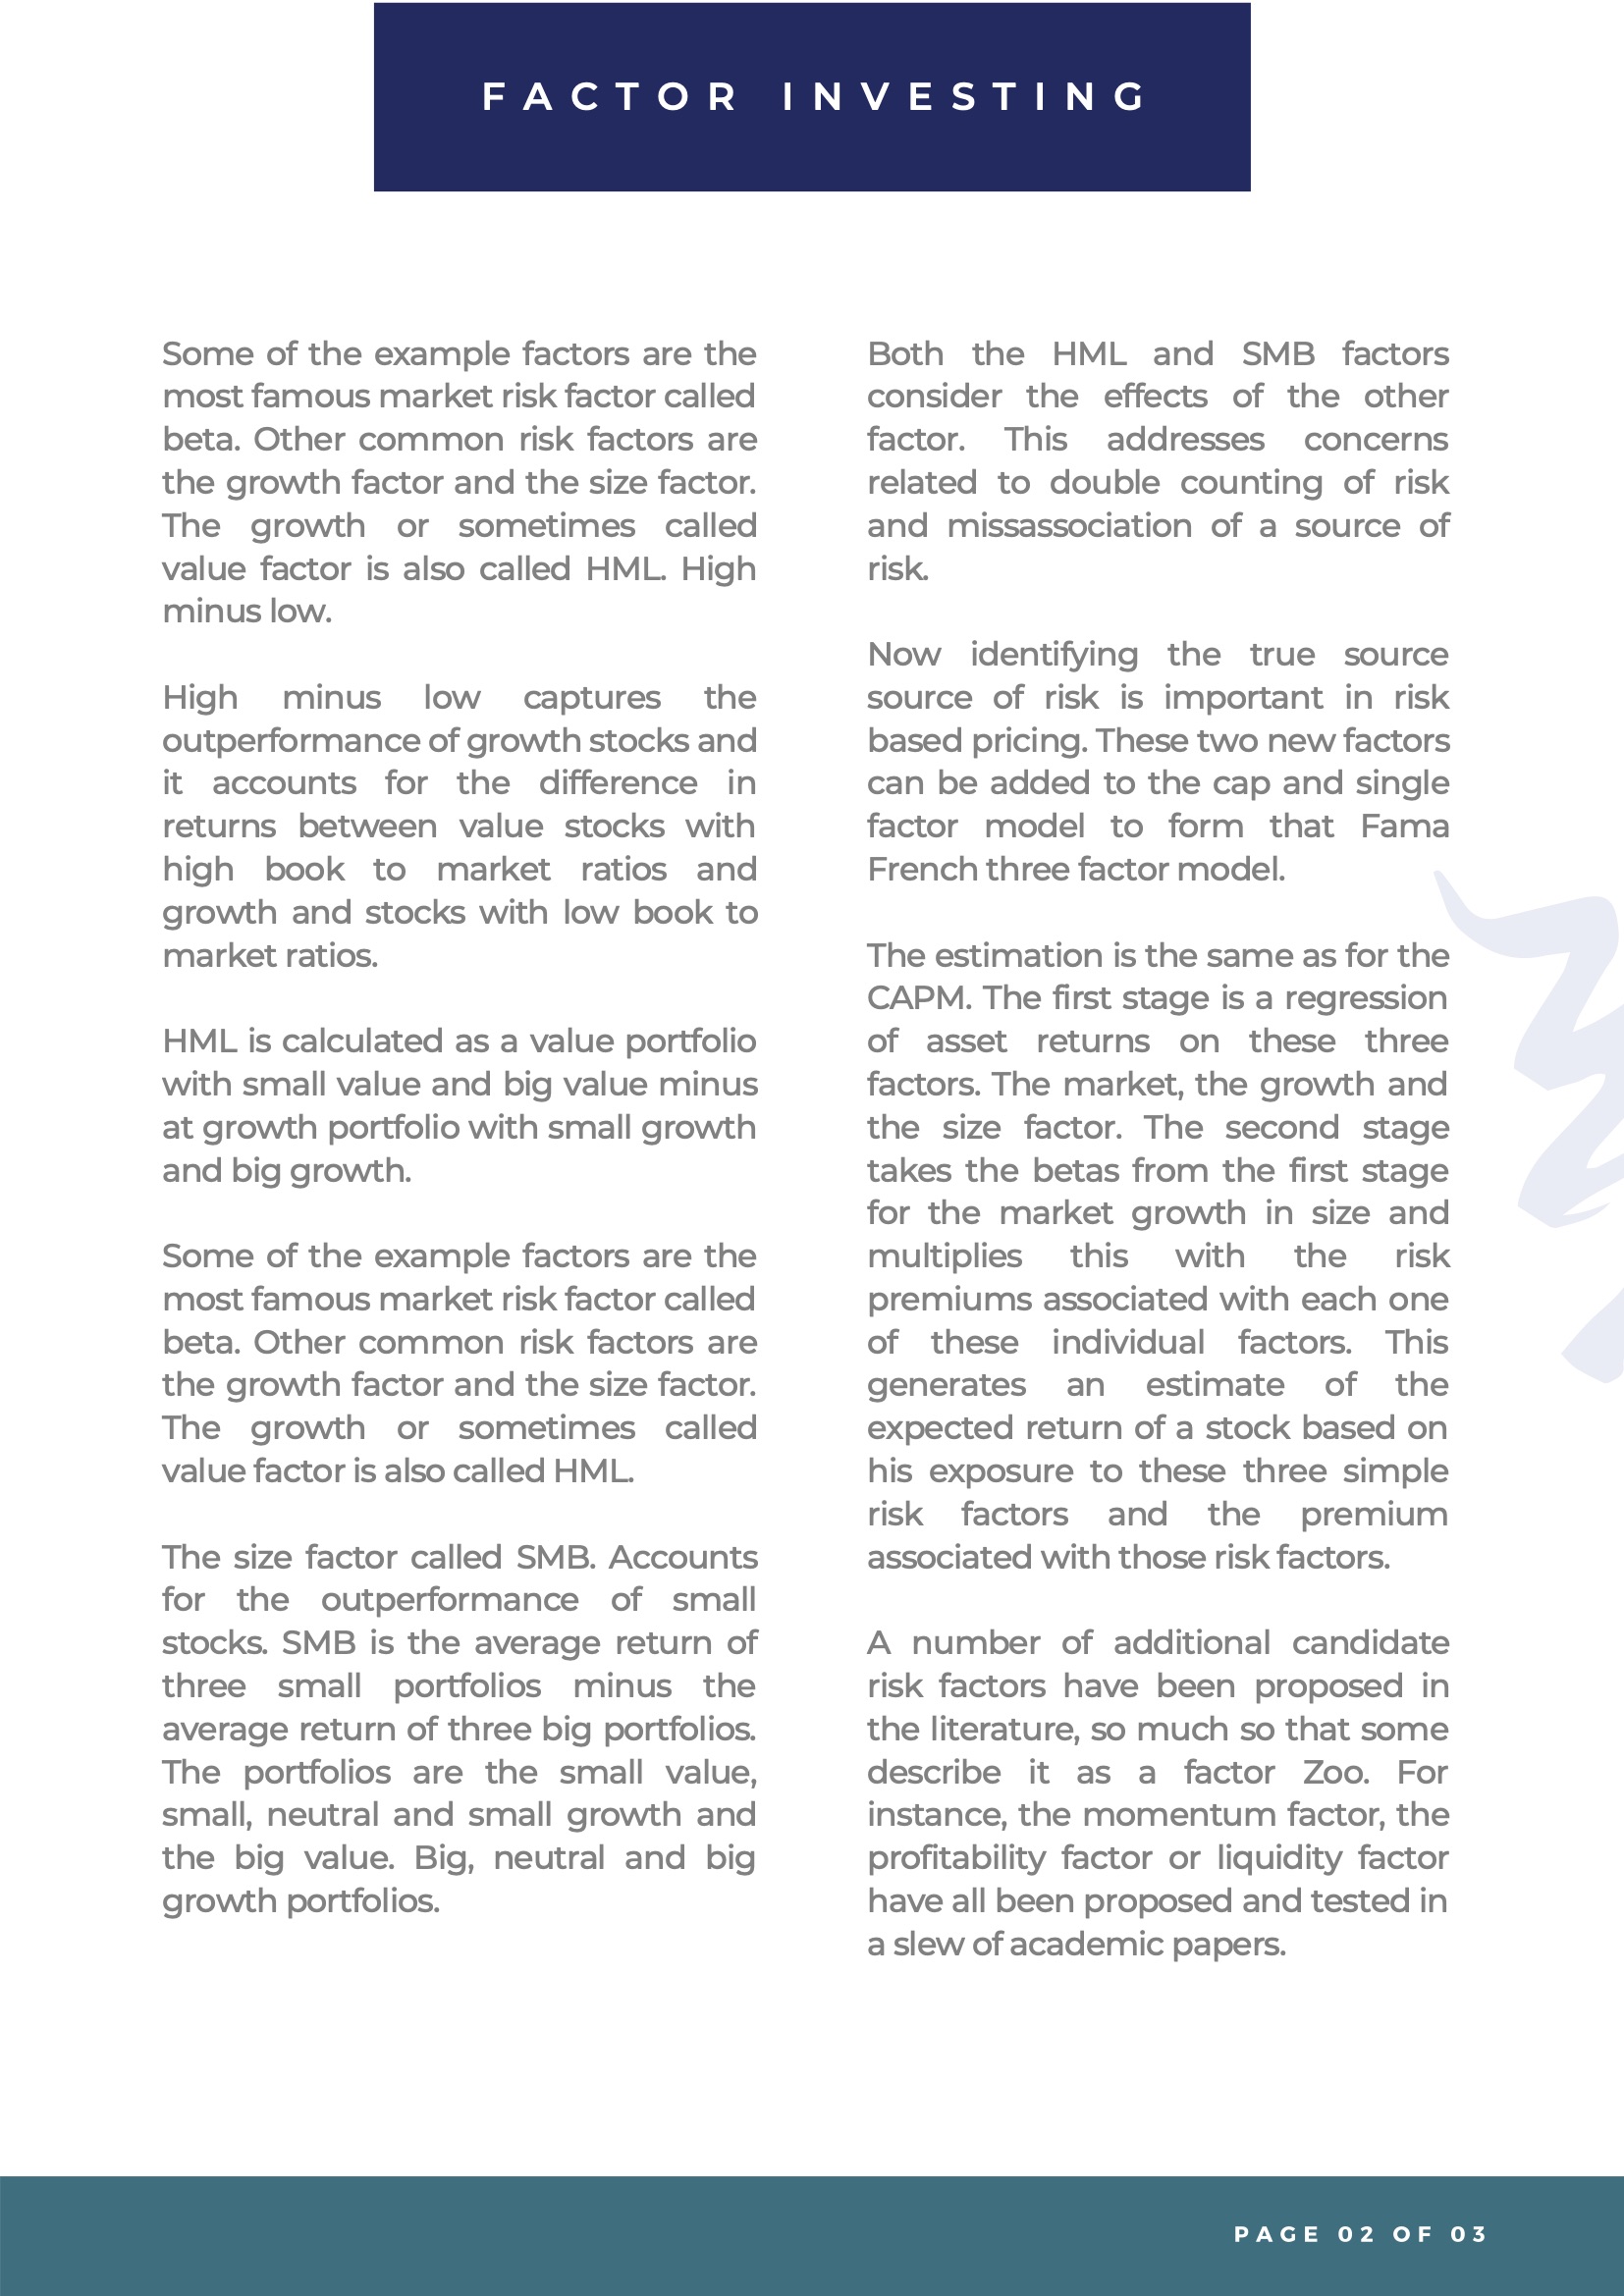 FACTOR INVESTING
Some of the example factors are the
most famous market risk factor called
beta. Other common risk factors are
the growth factor and the size factor.
The growth or sometimes called
value factor is also called HML. High
minus low.
High minus low captures the
outperformance of growth stocks and
it accounts for the difference in
returns between value stocks with
high book to market ratios and
growth and stocks with low book to
market ratios.
HML is calculated as a value portfolio
with small value and big value minus
at growth portfolio with small growth
and big growth.
Some of the example factors are the
most famous market risk factor called
beta. Other common risk factors are
the growth factor and the size factor.
The growth or sometimes called
value factor is also called HML.
The size factor called SMB. Accounts
for the outperformance of small
stocks. SMB is the average return of
three small portfolios minus the
average return of three big portfolios.
The portfolios are the small value,
small, neutral and small growth and
the big value. Big, neutral and big
growth portfolios.
Both the HML and SMB factors
consider the effects of the other
factor. This addresses concerns
related to double counting of risk
and missassociation of a source of
risk.
Now identifying the true source
source of risk is important in risk
based pricing. These two new factors
can be added to the cap and single
factor model to form that Fama
French three factor model.
The estimation is the same as for the
CAPM. The first stage is a regression
of asset returns on these three
factors. The market, the growth and
the size factor. The second stage
takes the betas from the first stage
for the market growth in size and
multiplies this with the risk
premiums associated with each one
of these individual factors. This
generates an estimate of the
expected return of a stock based on
his exposure to these three simple
risk factors and the premium
associated with those risk factors.
A number of additional candidate
risk factors have been proposed in
the literature, so much so that some
describe it as a factor Zoo. For
instance, the momentum factor, the
profitability factor or liquidity factor
have all been proposed and tested in
a slew of academic papers.
PAGE 02 OF 03